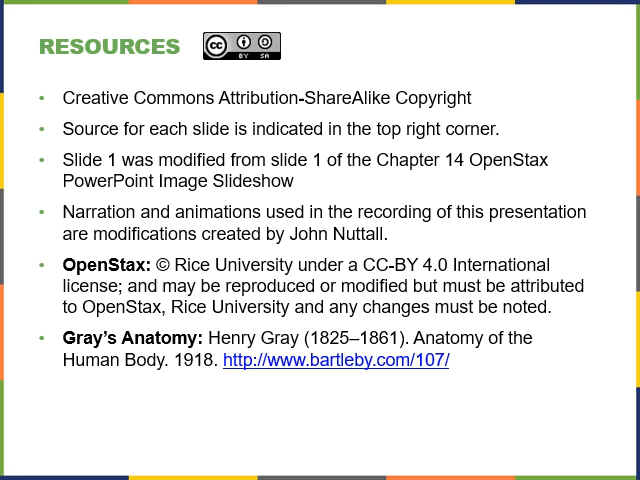 RESOURCES
cc BY SA
• Creative Commons Attribution-ShareAlike Copyright
• Source for each slide is indicated in the top right corner.
• Slide 1 was modified from slide 1 of the Chapter 14 OpenStax
PowerPoint Image Slideshow
• Narration and animations used in the recording of this presentation
are modifications created by John Nuttall.
• OpenStax: © Rice University under a CC-BY 4.0 International
license; and may be reproduced or modified but must be attributed
to OpenStax, Rice University and any changes must be noted.
• Gray’s Anatomy: Henry Gray (1825–1861). Anatomy of the
Human Body. 1918. http://www.bartleby.com/107/